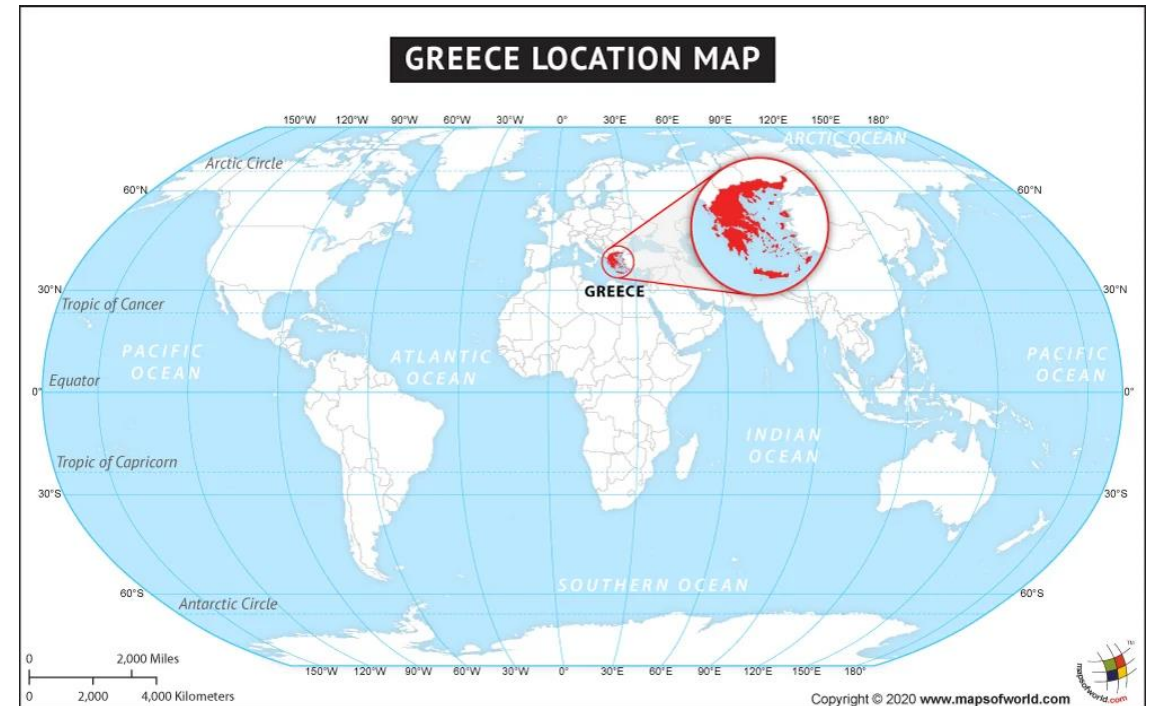 GREECE LOCATION MAP
150°W 120°W 90°W 60°W 30°W 0° 30°E 60°E 90°E 120°E 150°E 180°
ARCTIC OCEAN
Arctic Circle
60°N 60°N
GREECE
30°N 30°N
Tropic of Cancer
PACIFIC
OCEAN
ATLANTIC
OCEAN
PACIFIC
OCEAN
Equator
0° 0°
INDIAN
OCEAN
Tropic of Capricorn
30°S 30°S
SOUTHERN OCEAN
60°S 60°S
Antarctic Circle
150°W 120°W 90°W 60°W 30°W 0° 30°E 60°E 90°E 120°E 150°E 180°
0 2,000 Miles
0 2,000 4,000 Kilometers
Copyright © 2020 www.mapsofworld.com
mapsofworld.com
TM